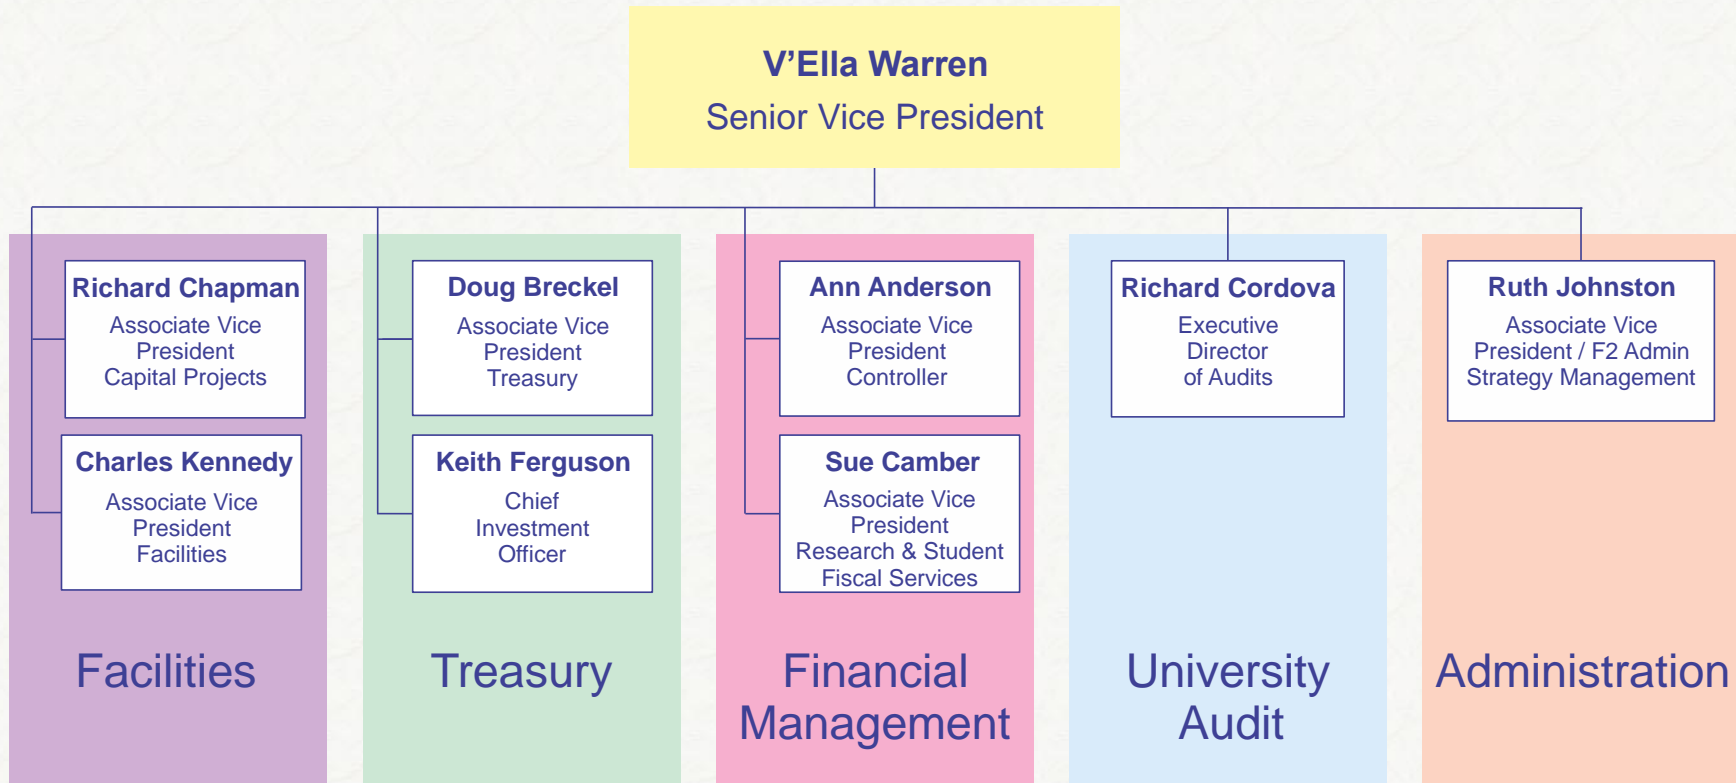 V’Ella Warren
Senior Vice President
Richard Chapman
Associate Vice
President
Capital Projects
Charles Kennedy
Associate Vice
President
Facilities
Facilities
Doug Breckel
Associate Vice
President
Treasury
Keith Ferguson
Chief
Investment
Officer
Treasury
Ann Anderson
Associate Vice
President
Controller
Sue Camber
Associate Vice
President
Research & Student
Fiscal Services
Financial
Management
Richard Cordova
Executive
Director
of Audits
University
Audit
Ruth Johnston
Associate Vice
President / F2 Admin
Strategy Management
Administration